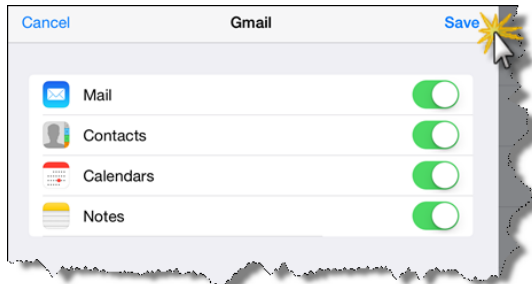 Cancel Gmail Save
Mail
Contacts
Calendars
Notes